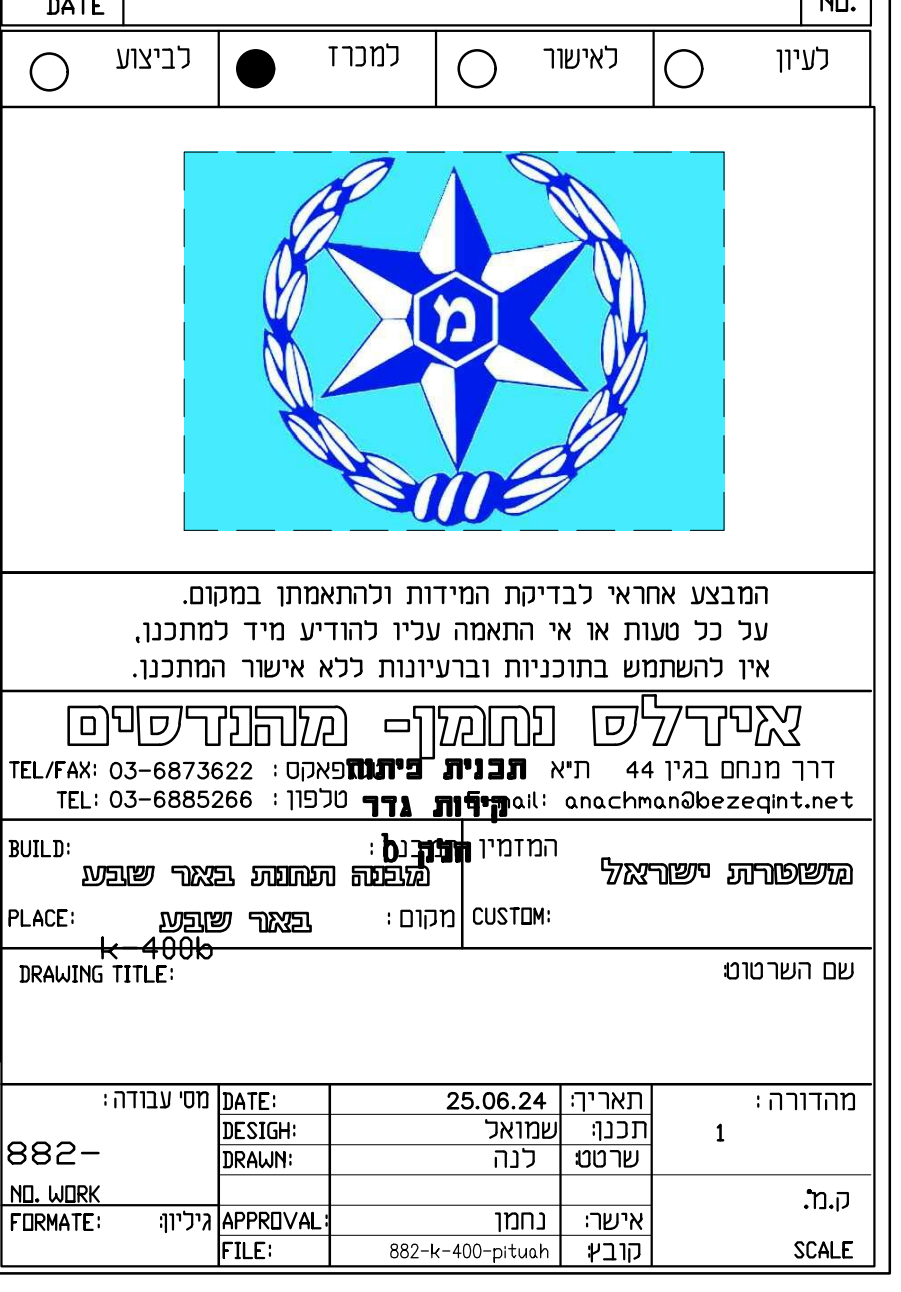 DATE NO.
לעיון לאישור למכרז לביצוע
מ
המבצע אחראי לבדיקת המידות ולהתאמתן במקום.
על כל טעות או אי התאמה עליו להודיע מיד למתכנן,
אין להשתמש בתוכניות וברעיונות ללא אישור המתכנן.
אידלס נחמן- מהנדסים
דרך מנחם בגין 44 ת"א פאקס: TEL/FAX: 03-6873622
תכנית פיתוח
טלפון: TEL: 03-6885266
anachman@bezeqint.net
קירות גדר
חלק b
המזמין
משטרת ישראל
CUSTOM:
BUILD:
מבנה תחנת באר שבע
PLACE: באר שבע מקום:
k-400b
DRAWING TITLE: שם השרטוט:
מהדורה:
1
ק.מ.
SCALE
תאריך: 25.06.24 DATE:
תכנן: שמואל DESIGH:
שרטט: לנה DRAWN:
אישר: נחמן APPROVAL:
קובץ: 882-k-400-pituah FILE:
מס' עבודה:
882-
NO. WORK
FORMATE: גיליון: